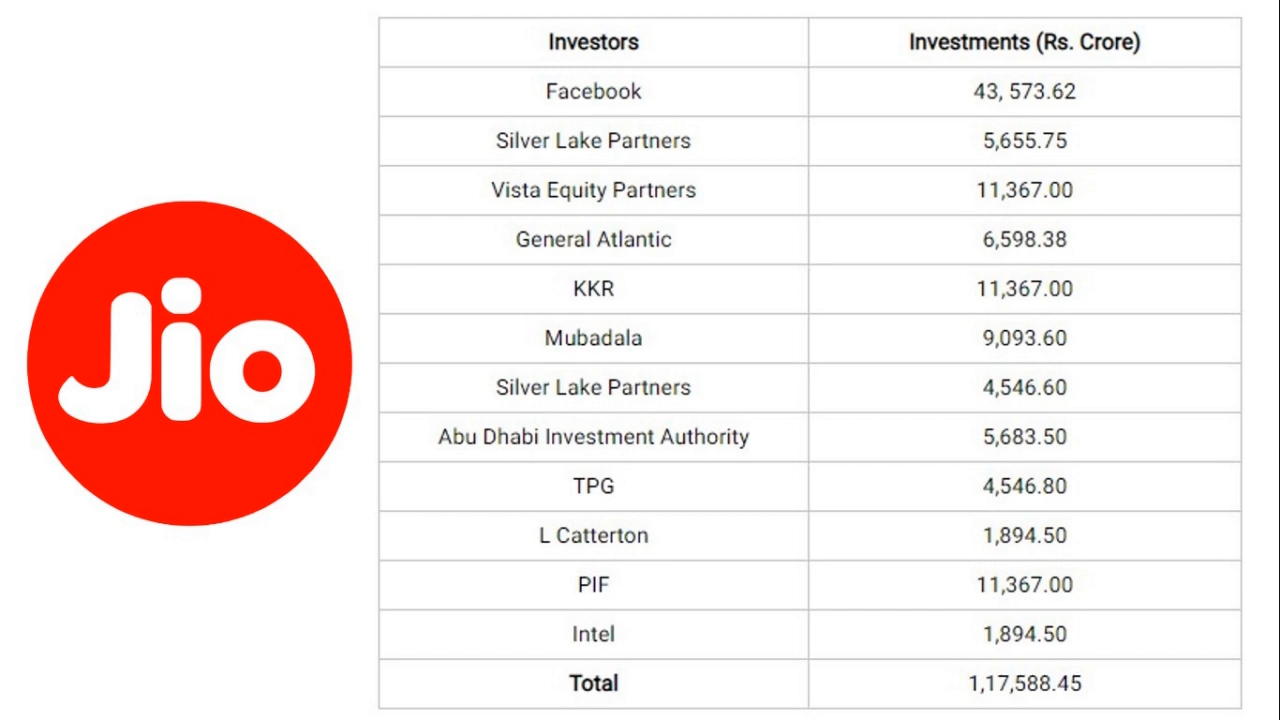 Jio
Investors Investments (Rs. Crore)
Facebook 43, 573.62
Silver Lake Partners 5,655.75
Vista Equity Partners 11,367.00
General Atlantic 6,598.38
KKR 11,367.00
Mubadala 9,093.60
Silver Lake Partners 4,546.60
Abu Dhabi Investment Authority 5,683.50
TPG 4,546.80
L Catterton 1,894.50
PIF 11,367.00
Intel 1,894.50
Total 1,17,588.45